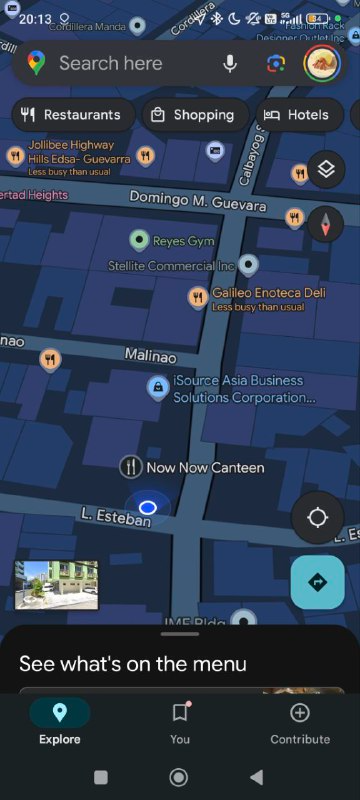 20:13
84
Cordillera Manda
Cordillera
Fashion Rack
Designer Outlet Inc
Search here
Restaurants
Shopping
Hotels
Calbayog S
Jollibee Highway
Hills Edsa- Guevarra
Less busy than usual
ertad Heights
Domingo M. Guevara
Reyes Gym
Stellite Commercial Inc
Galileo Enoteca Deli
Less busy than usual
nao
Malinao
iSource Asia Business
Solutions Corporation...
Now Now Canteen
L. Esteban
L. Es
IME Bldg
See what's on the menu
Explore
You
Contribute